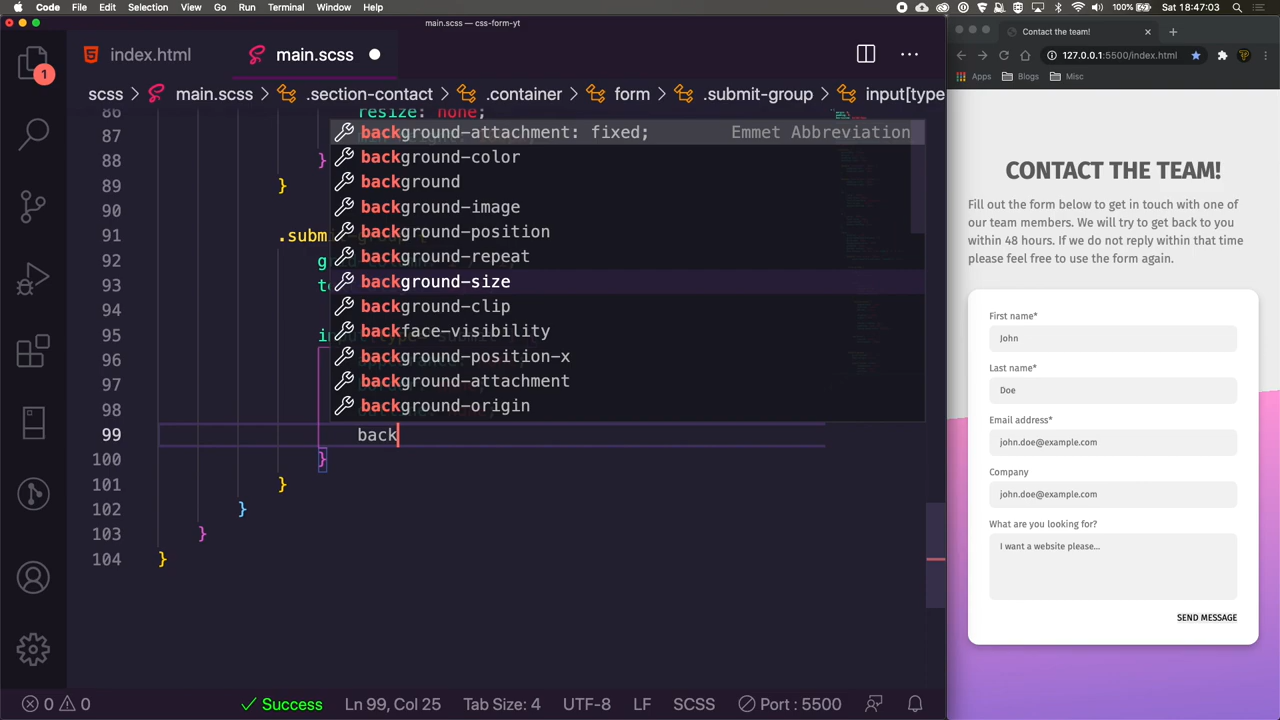 Code File Edit Selection View Go Run Terminal Window Help 100% Sat 18:47:03
main.scss — css-form-yt
index.html main.scss
scss > main.scss > .section-contact > .container > form > .submit-group > input[type
1
86 resize: none;
background-attachment: fixed; Emmet Abbreviation
87
background-color
88 }
background
89 }
background-image
90
background-position
91 .subm
background-repeat
92 g
93 te
background-size
94
background-clip
95 in
backface-visibility
96
background-position-x
97
background-attachment
98
background-origin
99 back
100 }
101 }
102 }
103 }
104 }
0 0 Success Ln 99, Col 25 Tab Size: 4 UTF-8 LF SCSS Port : 5500
Contact the team!
127.0.0.1:5500/index.html
Apps Blogs Misc
CONTACT THE TEAM!
Fill out the form below to get in touch with one of
our team members. We will try to get back to you
within 48 hours. If we do not reply within that time
please feel free to use the form again.
First name*
John
Last name*
Doe
Email address*
john.doe@example.com
Company
john.doe@example.com
What are you looking for?
I want a website please...
SEND MESSAGE